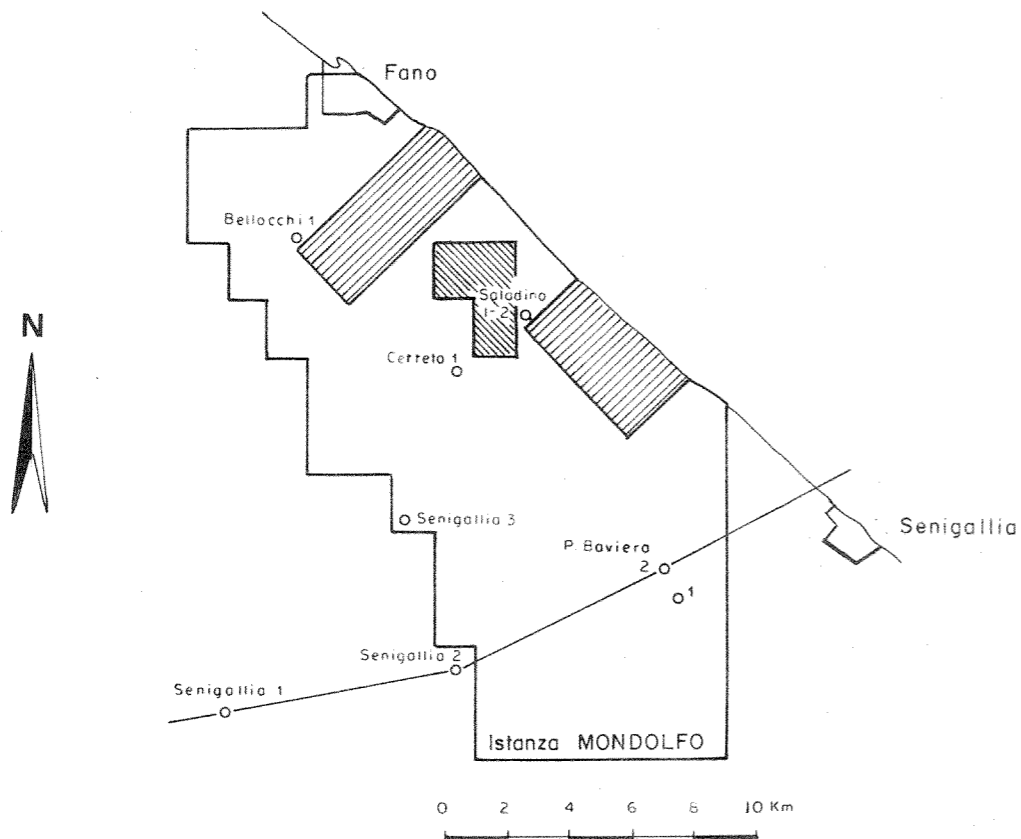 Fano
Bellocchi 1
N
Saladino
1-2
Cerreto 1
Senigallia 3
Senigallia
P. Baviera
2
1
Senigallia 2
Senigallia 1
Istanza MONDOLFO
0 2 4 6 8 10 Km